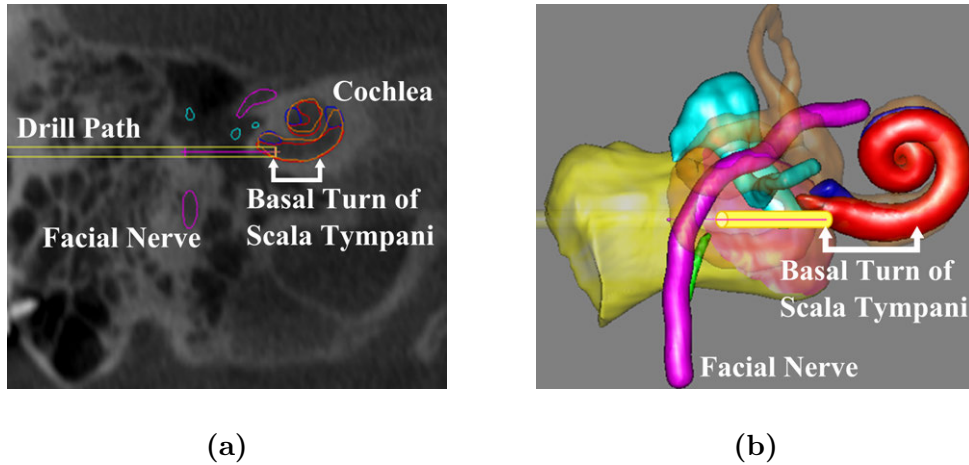 Cochlea
Drill Path
Basal Turn of
Scala Tympani
Facial Nerve
(a)
Basal Turn of
Scala Tympani
Facial Nerve
(b)